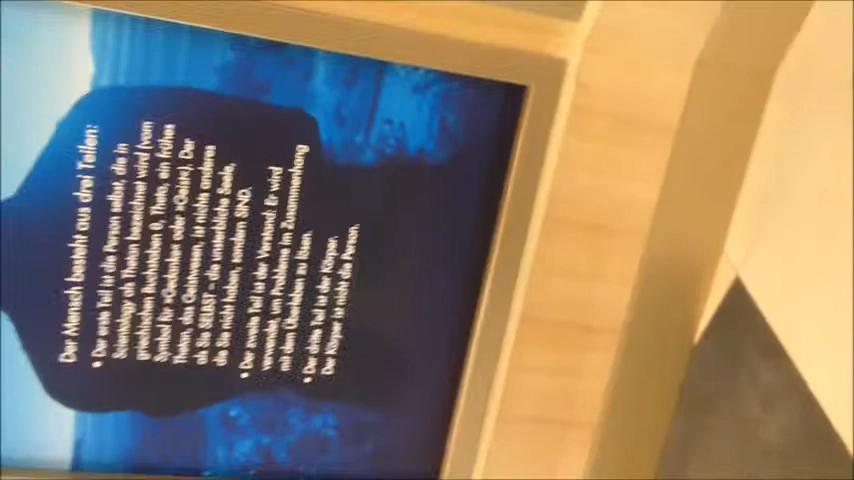 Der Mensch besteht aus drei Teilen:
• Der erste Teil ist die Person selbst, die in
Scientology als Thetan bezeichnet wird (vom
griechischen Buchstaben θ, Theta, ein frühes
Symbol für »Gedanken« oder »Geist«). Der
Thetan, das Geistwesen, ist nichts anderes
als Sie SELBST – die unsterbliche Seele,
die Sie nicht haben, sondern SIND.
• Der zweite Teil ist der Verstand: Er wird
verwendet, um Probleme im Zusammenhang
mit dem Überleben zu lösen.
• Der dritte Teil ist der Körper.
Der Körper ist nicht die Person.